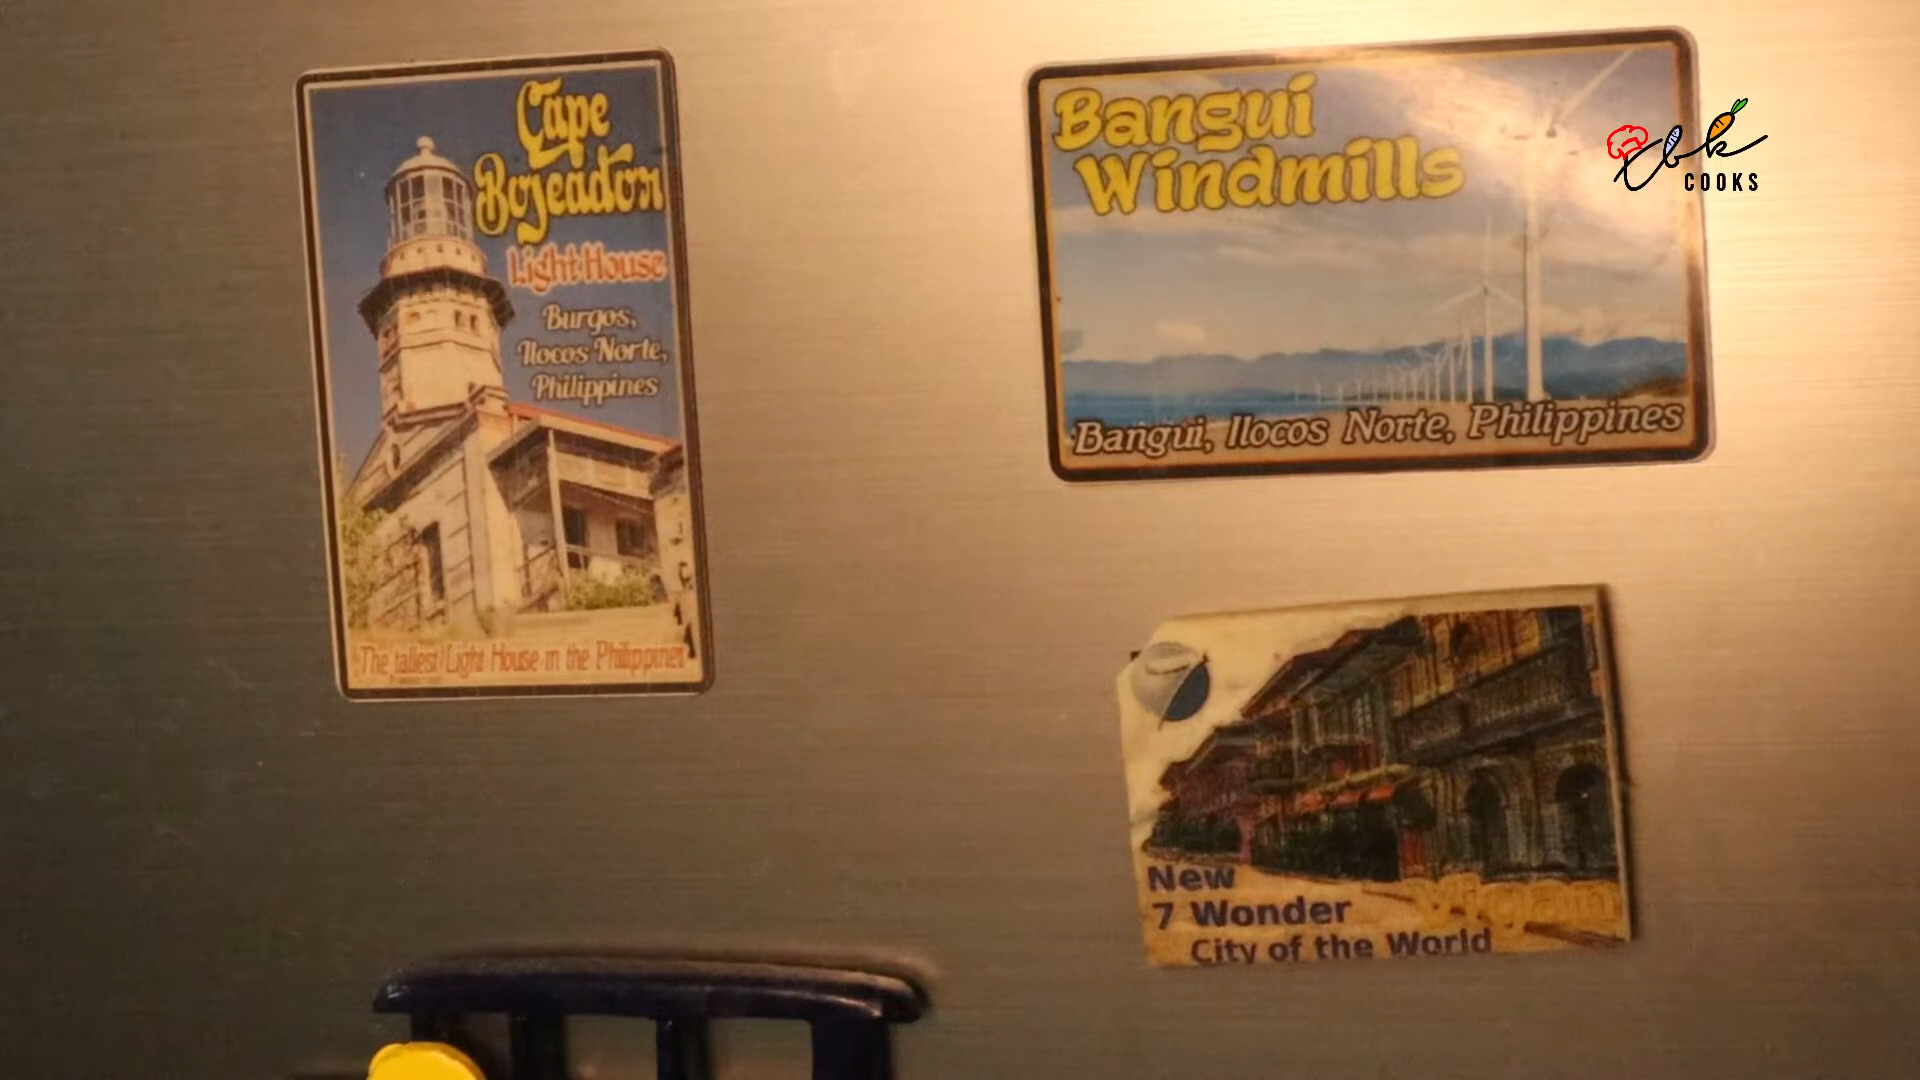 Cape
Bojeador
Light House
Burgos,
Ilocos Norte,
Philippines
The tallest Light House in the Philippines
Bangui
Windmills
Bangui, Ilocos Norte, Philippines
COOKS
New
7 Wonder
City of the World
Vigan